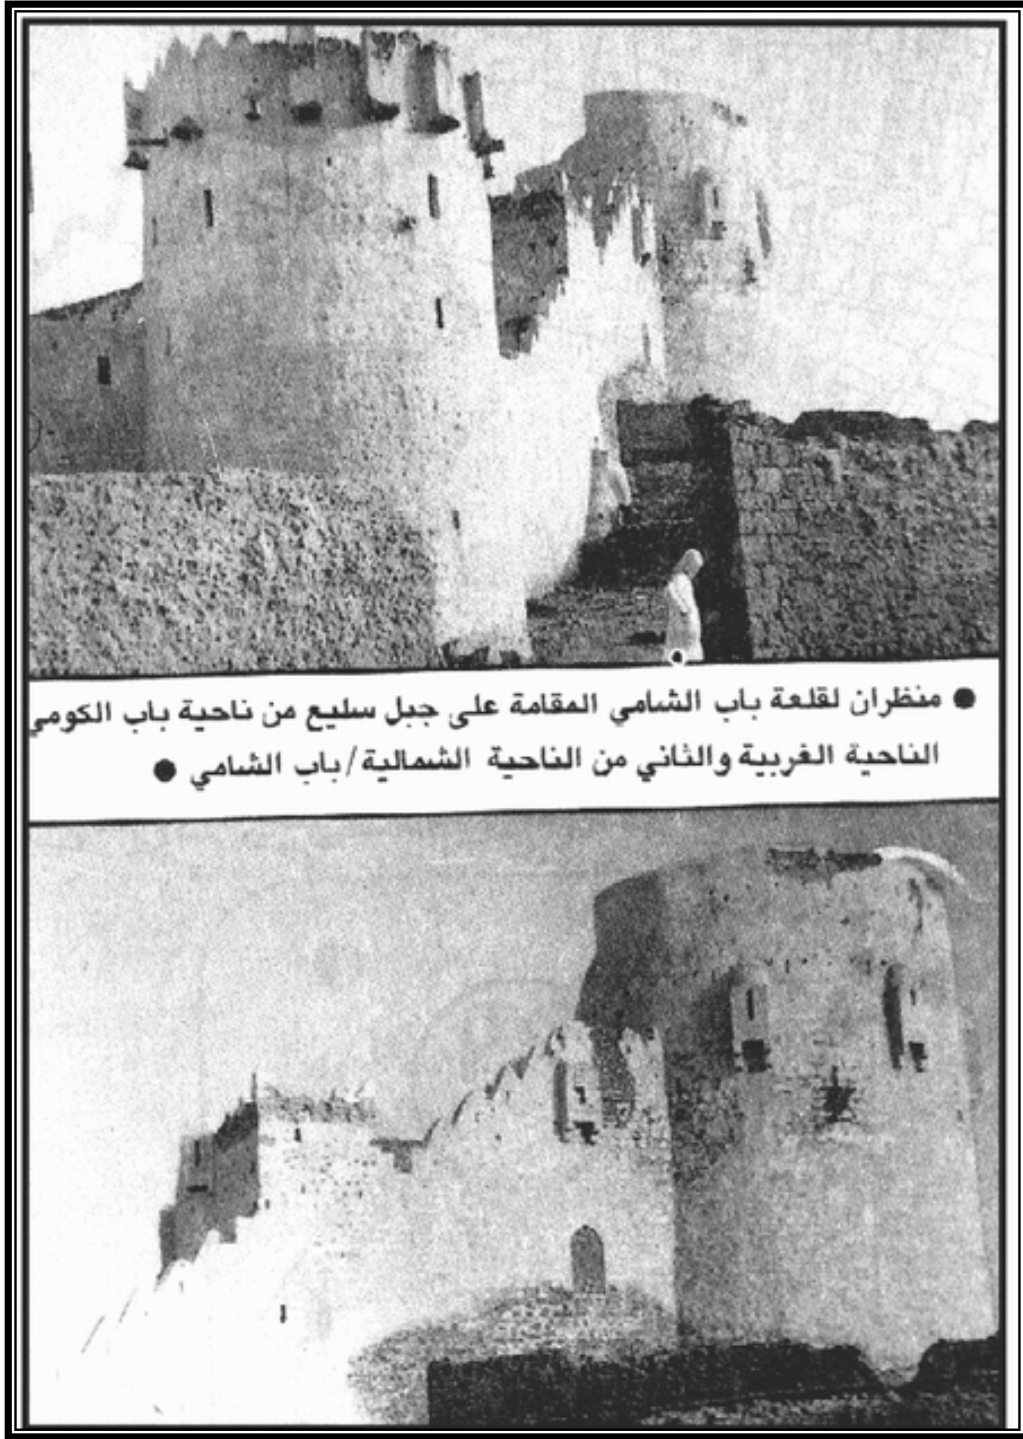 ● منظران لقلعة باب الشامي المقامة على جبل سليع من ناحية باب الكومي
الناحية الغربية والثاني من الناحية الشمالية/باب الشامي ●